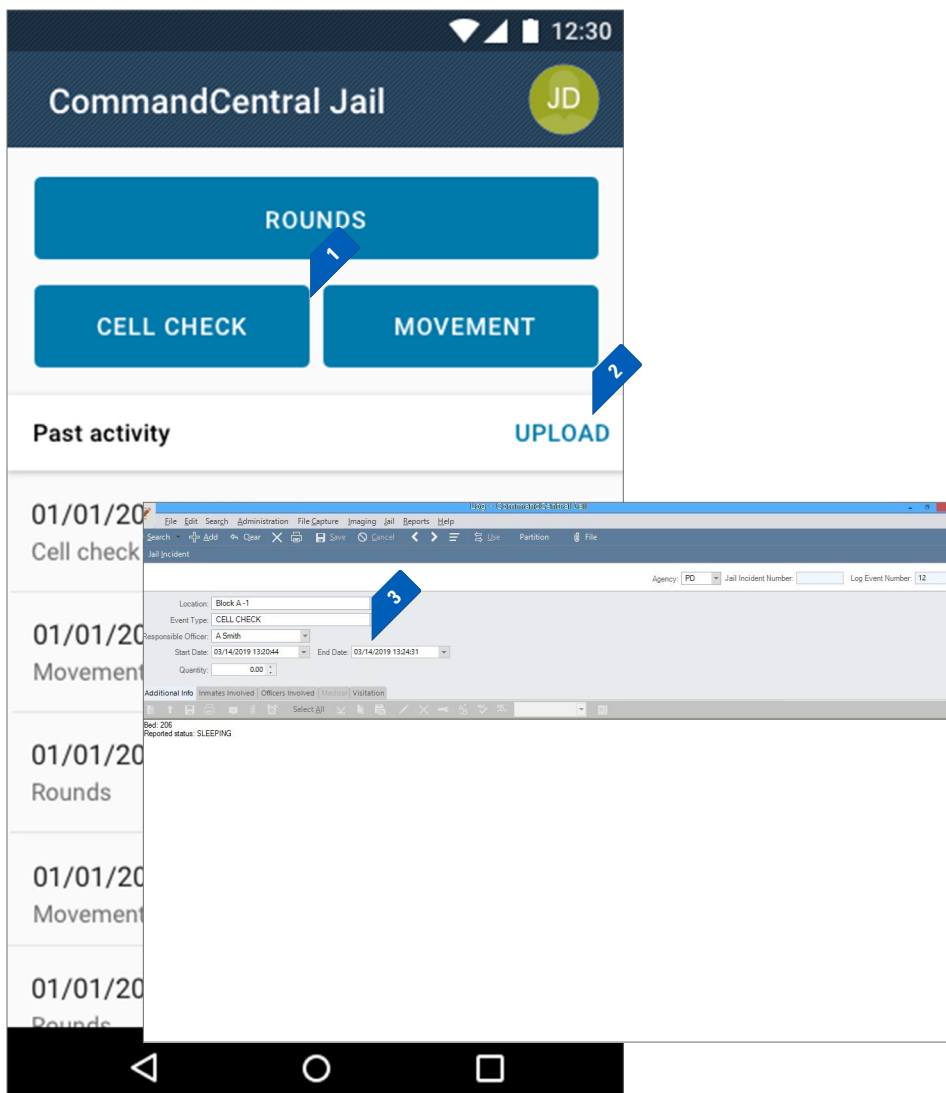 12:30
CommandCentral Jail
JD
ROUNDS
1
CELL CHECK
MOVEMENT
2
Past activity
UPLOAD
01/01/20
Cell check
01/01/20
Movement
01/01/20
Rounds
01/01/20
Movement
01/01/20
Rounds
Log - CommandCentral Jail
File Edit Search Administration File Capture Imaging Jail Reports Help
Search Add Clear Save Cancel Use Partition File
Jail Incident
Agency: PD Jail Incident Number: Log Event Number: 12
3
Location: Block A -1
Event Type: CELL CHECK
Responsible Officer: A Smith
Start Date: 03/14/2019 13:20:44 End Date: 03/14/2019 13:24:31
Quantity: 0.00
Additional Info Inmates Involved Officers Involved Medical Visitation
Select All
Bed: 206
Reported status: SLEEPING